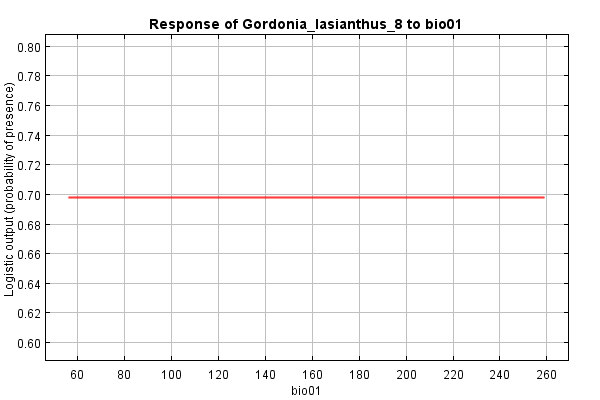 Response of Gordonia_lasianthus_8 to bio01
Logistic output (probability of presence)
0.80
0.78
0.76
0.74
0.72
0.70
0.68
0.66
0.64
0.62
0.60
60 80 100 120 140 160 180 200 220 240 260
bio01